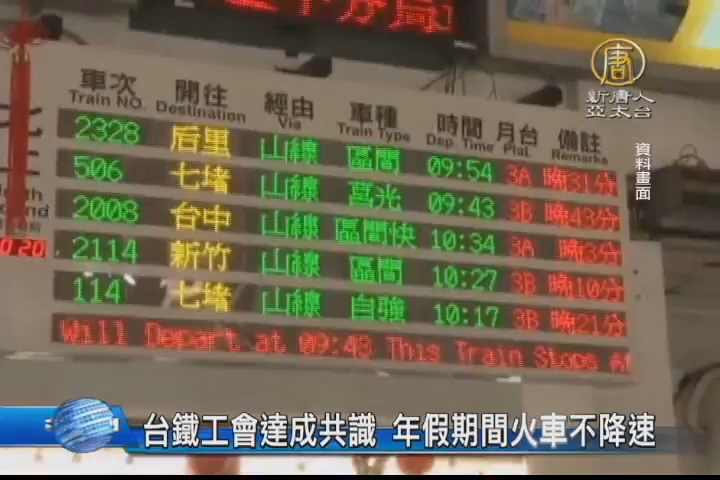 唐
新唐人
亞太台
資料畫面
車次 開往 經由 車種 時間 月台 備註
Train NO. Destination Via Train Type Dep. Time Plat. Remarks
2328 后里 山線 區間 09:54 3A 晚31分
506 七堵 山線 莒光 09:43 3B 晚43分
2008 台中 山線 區間快 10:34 3A 晚3分
2114 新竹 山線 區間 10:27 3B 晚10分
114 七堵 山線 自強 10:17 3B 晚21分
Will Depart at 09:43 This Train Stops At
台鐵工會達成共識 年假期間火車不降速